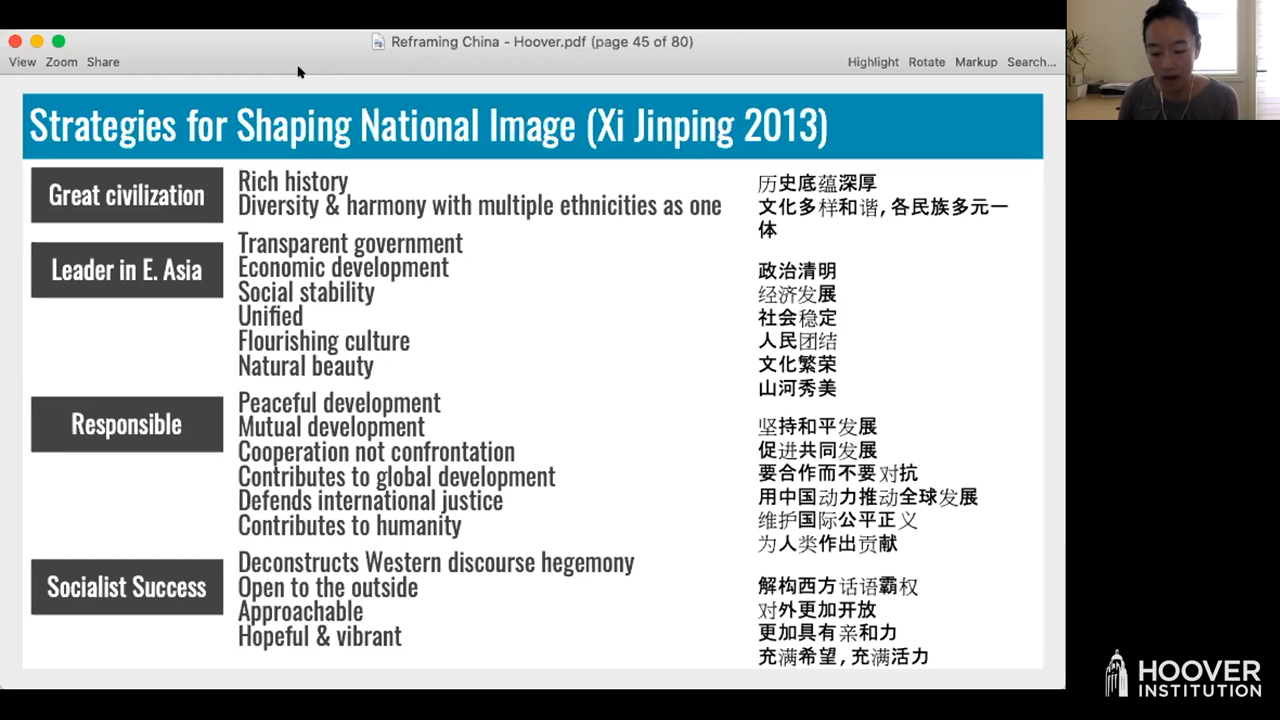 Reframing China - Hoover.pdf (page 45 of 80)
View Zoom Share
Highlight Rotate Markup Search...
Strategies for Shaping National Image (Xi Jinping 2013)
Great civilization
Rich history
Diversity & harmony with multiple ethnicities as one
历史底蕴深厚
文化多样和谐, 各民族多元一
体
Leader in E. Asia
Transparent government
Economic development
Social stability
Unified
Flourishing culture
Natural beauty
政治清明
经济发展
社会稳定
人民团结
文化繁荣
山河秀美
Responsible
Peaceful development
Mutual development
Cooperation not confrontation
Contributes to global development
Defends international justice
Contributes to humanity
坚持和平发展
促进共同发展
要合作而不要对抗
用中国动力推动全球发展
维护国际公平正义
为人类作出贡献
Socialist Success
Deconstructs Western discourse hegemony
Open to the outside
Approachable
Hopeful & vibrant
解构西方话语霸权
对外更加开放
更加具有亲和力
充满希望, 充满活力
HOOVER
INSTITUTION